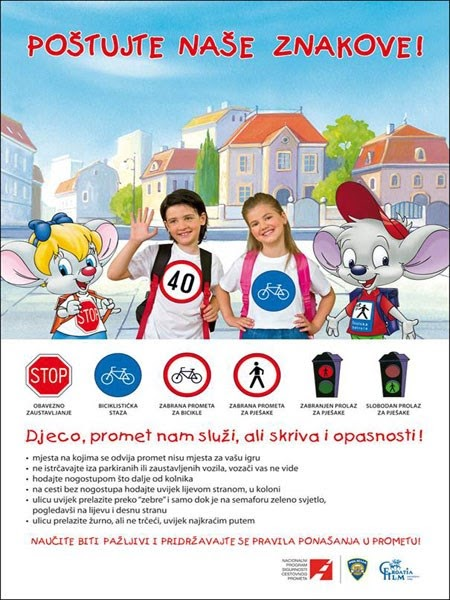 POŠTUJTE NAŠE ZNAKOVE!
STOP
40
STOP
OBAVEZNO
ZAUSTAVLJANJE
BICIKLISTIČKA
STAZA
ZABRANA PROMETA
ZA BICIKLE
ZABRANA PROMETA
ZA PJEŠAKE
ZABRANJEN PROLAZ
ZA PJEŠAKE
SLOBODAN PROLAZ
ZA PJEŠAKE
Djeco, promet nam služi, ali skriva i opasnosti!
• mjesta na kojima se odvija promet nisu mjesta za vašu igru
• ne istrčavajte iza parkiranih ili zaustavljenih vozila, vozači vas ne vide
• hodajte nogostupom što dalje od kolnika
• na cesti bez nogostupa hodajte uvijek lijevom stranom, u koloni
• ulicu uvijek prelazite preko “zebre” i samo dok je na semaforu zeleno svjetlo,
pogledavši na lijevu i desnu stranu
• ulicu prelazite žurno, ali ne trčeći, uvijek najkraćim putem
NAUČITE BITI PAŽLJIVI I PRIDRŽAVAJTE SE PRAVILA PONAŠANJA U PROMETU!
NACIONALNI
PROGRAM
SIGURNOSTI
CESTOVNOG
PROMETA
CROATIA
FILM